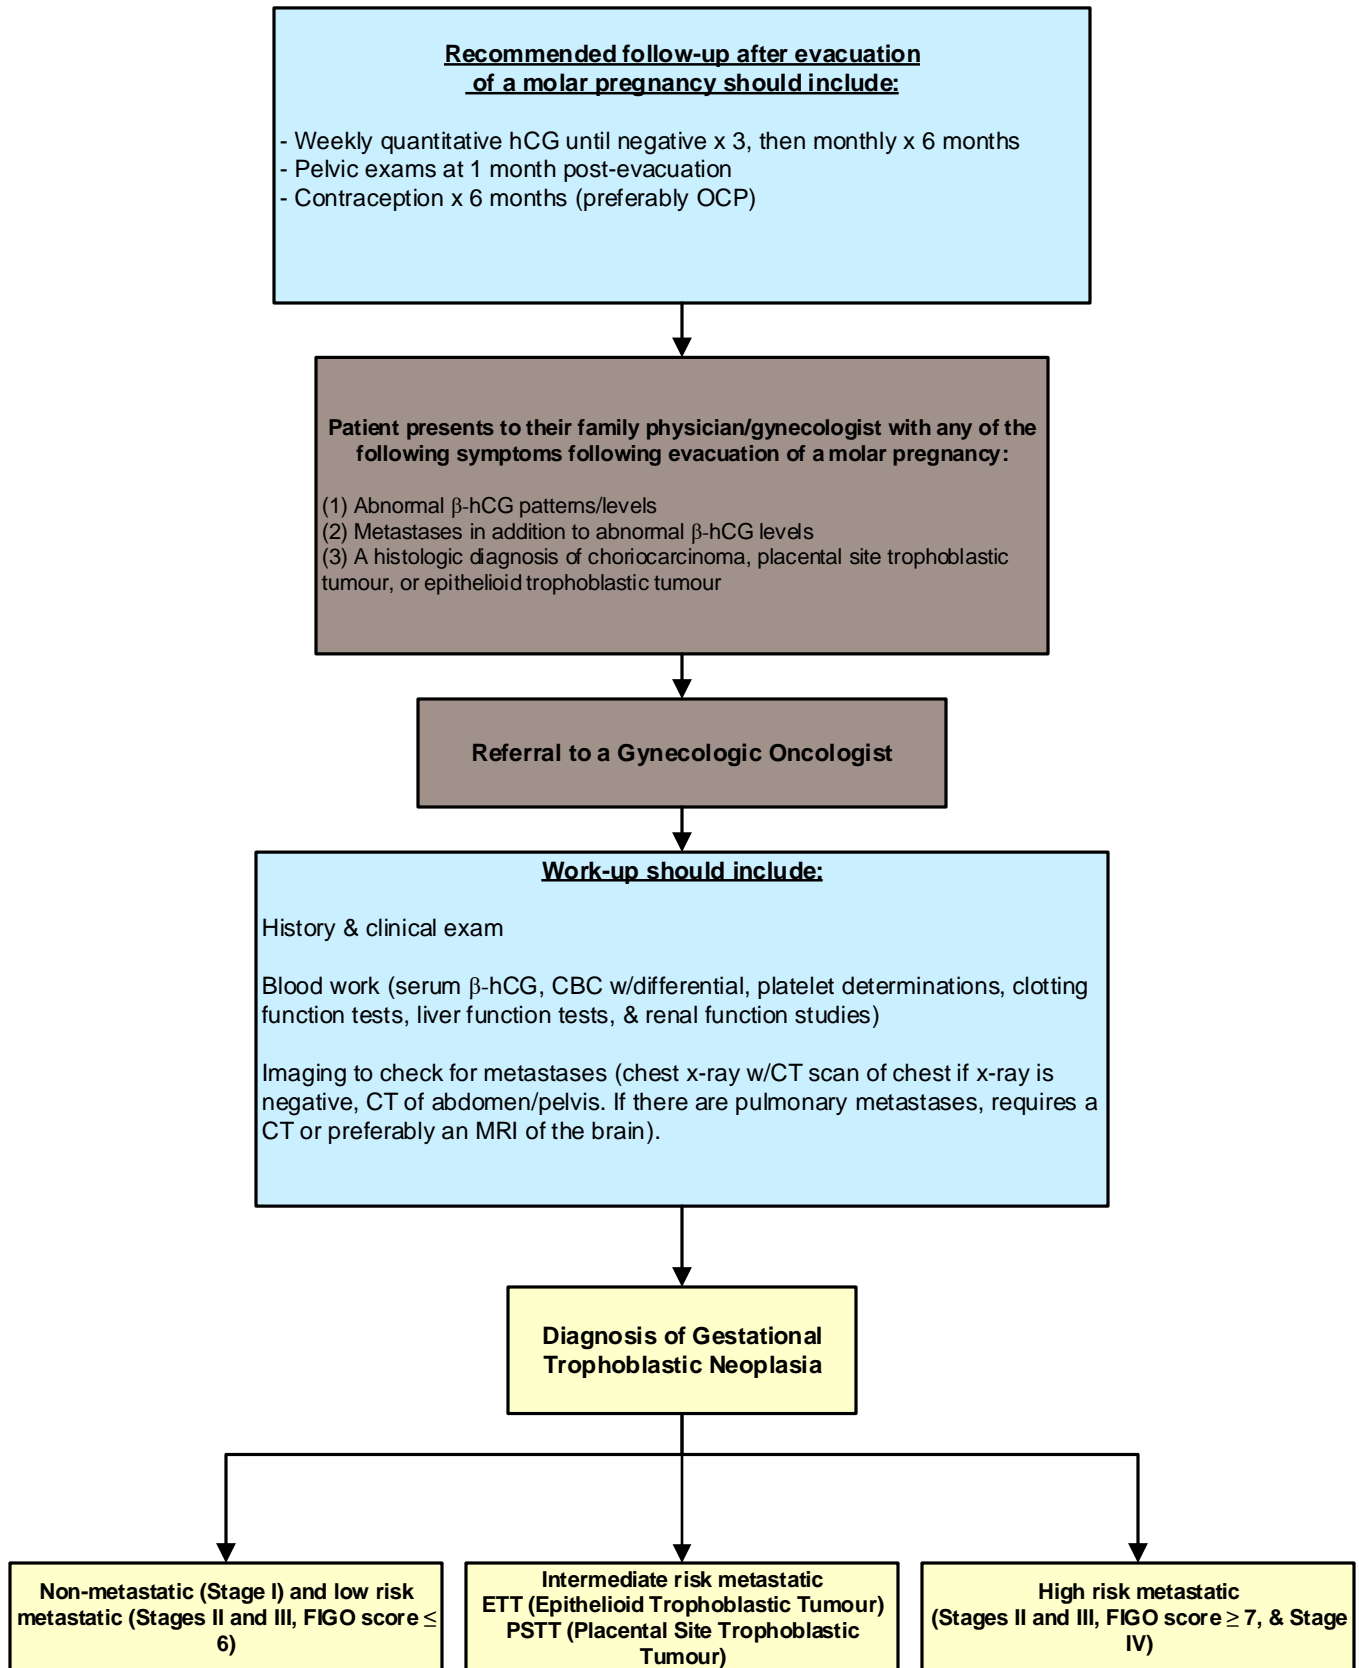 Recommended follow-up after evacuation
of a molar pregnancy should include:
- Weekly quantitative hCG until negative x 3, then monthly x 6 months
- Pelvic exams at 1 month post-evacuation
- Contraception x 6 months (preferably OCP)
Patient presents to their family physician/gynecologist with any of the
following symptoms following evacuation of a molar pregnancy:
(1) Abnormal β-hCG patterns/levels
(2) Metastases in addition to abnormal β-hCG levels
(3) A histologic diagnosis of choriocarcinoma, placental site trophoblastic
tumour, or epithelioid trophoblastic tumour
Referral to a Gynecologic Oncologist
Work-up should include:
History & clinical exam
Blood work (serum β-hCG, CBC w/differential, platelet determinations, clotting
function tests, liver function tests, & renal function studies)
Imaging to check for metastases (chest x-ray w/CT scan of chest if x-ray is
negative, CT of abdomen/pelvis. If there are pulmonary metastases, requires a
CT or preferably an MRI of the brain).
Diagnosis of Gestational
Trophoblastic Neoplasia
Non-metastatic (Stage I) and low risk
metastatic (Stages II and III, FIGO score ≤
6)
Intermediate risk metastatic
ETT (Epithelioid Trophoblastic Tumour)
PSTT (Placental Site Trophoblastic
Tumour)
High risk metastatic
(Stages II and III, FIGO score ≥ 7, & Stage
IV)